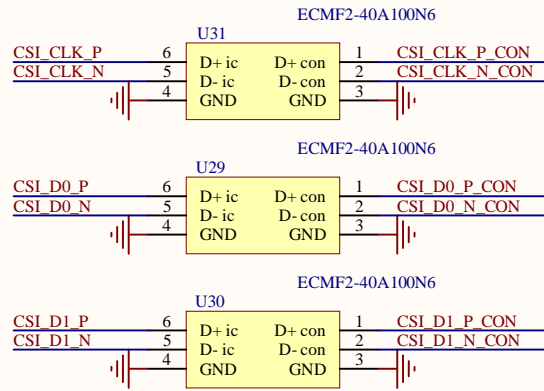 ECMF2-40A100N6
U31
CSI_CLK_P 6 D+ ic D+ con 1 CSI_CLK_P_CON
CSI_CLK_N 5 D- ic D- con 2 CSI_CLK_N_CON
4 GND GND 3
ECMF2-40A100N6
U29
CSI_D0_P 6 D+ ic D+ con 1 CSI_D0_P_CON
CSI_D0_N 5 D- ic D- con 2 CSI_D0_N_CON
4 GND GND 3
ECMF2-40A100N6
U30
CSI_D1_P 6 D+ ic D+ con 1 CSI_D1_P_CON
CSI_D1_N 5 D- ic D- con 2 CSI_D1_N_CON
4 GND GND 3